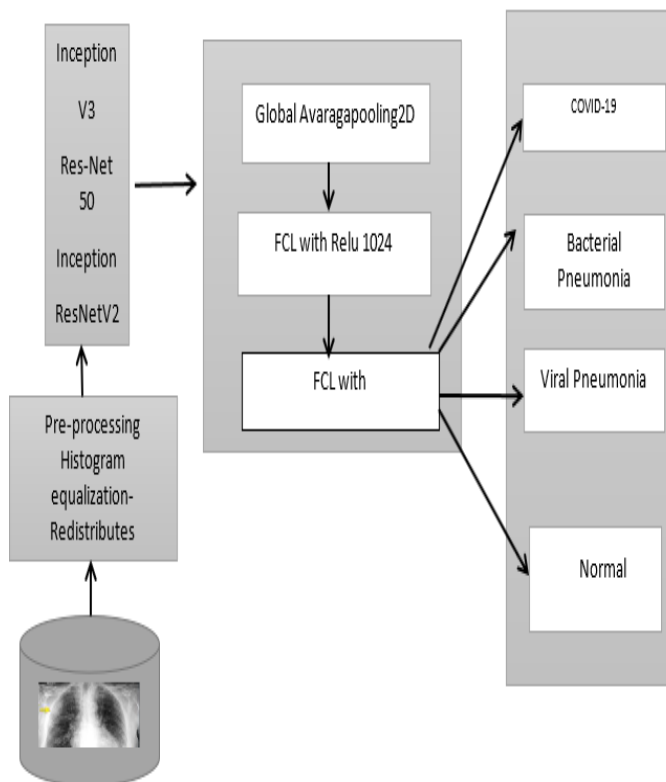 Inception
V3
Res-Net
50
Inception
ResNetV2
Pre-processing
Histogram
equalization-
Redistributes
Global Avaragapooling2D
FCL with Relu 1024
FCL with
COVID-19
Bacterial
Pneumonia
Viral Pneumonia
Normal